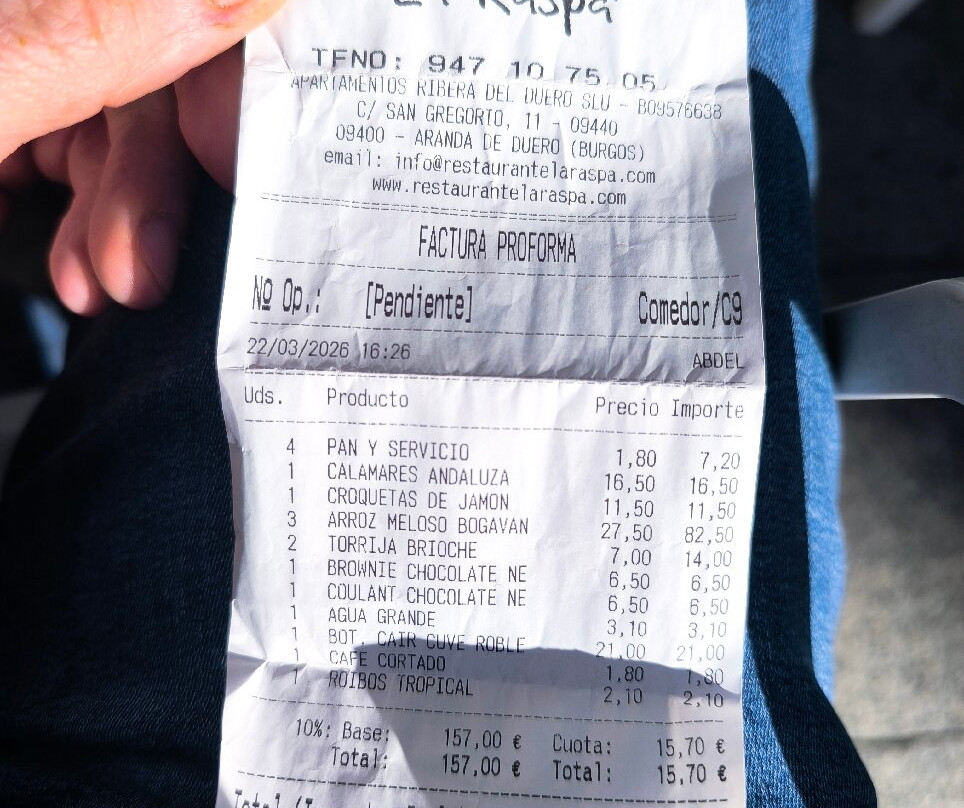 La Raspa
TFNO: 947 10 75 05
APARTAMENTOS RIBERA DEL DUERO SLU - B09576638
C/ SAN GREGORTO, 11 - 09440
09400 - ARANDA DE DUERO (BURGOS)
email: info@restaurantelaraspa.com
www.restaurantelaraspa.com
FACTURA PROFORMA
Nº Op.: [Pendiente] Comedor/C9
22/03/2026 16:26 ABDEL
Uds. Producto Precio Importe
4 PAN Y SERVICIO 1,80 7,20
1 CALAMARES ANDALUZA 16,50 16,50
1 CROQUETAS DE JAMON 11,50 11,50
3 ARROZ MELOSO BOGAVAN 27,50 82,50
2 TORRIJA BRIOCHE 7,00 14,00
1 BROWNIE CHOCOLATE NE 6,50 6,50
1 COULANT CHOCOLATE NE 6,50 6,50
1 AGUA GRANDE 3,10 3,10
1 BOT. CAIR CUVE ROBLE 21,00 21,00
1 CAFE CORTADO 1,80 1,80
1 ROIBOS TROPICAL 2,10 2,10
10%: Base: 157,00 € Cuota: 15,70 €
Total: 157,00 € Total: 15,70 €